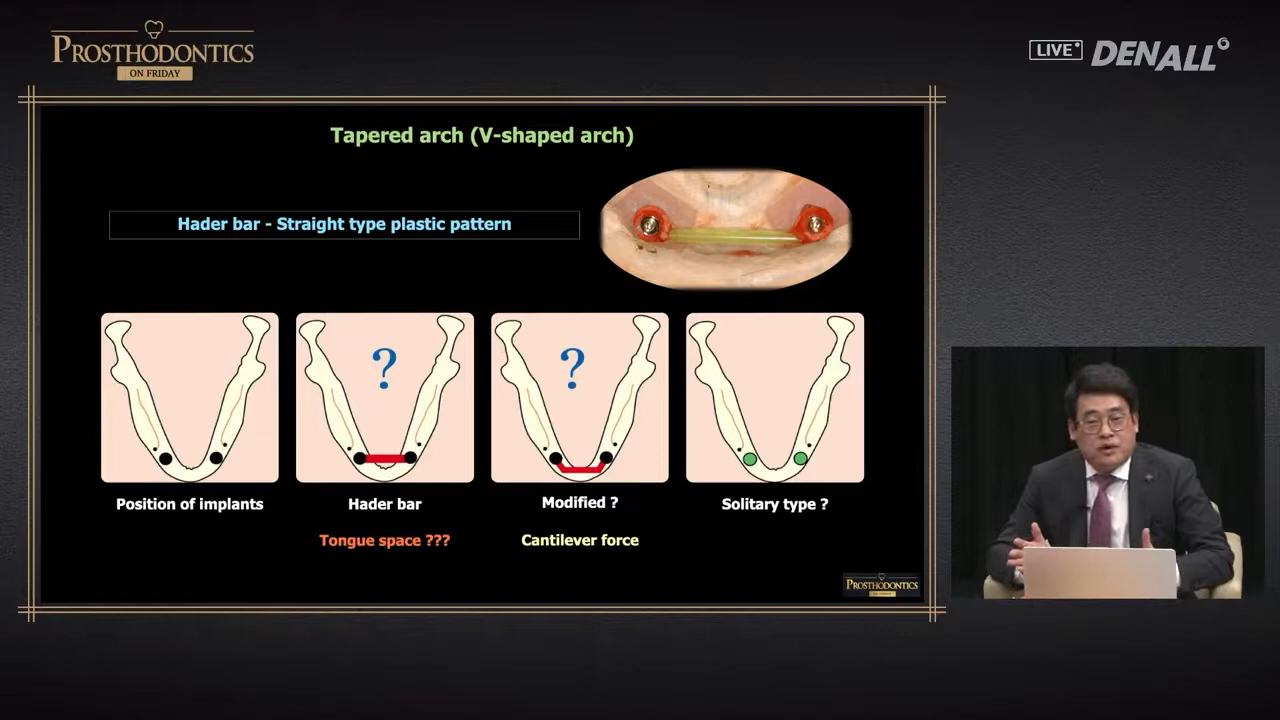 PROSTHODONTICS
ON FRIDAY
LIVE
DENALL
Tapered arch (V-shaped arch)
Hader bar - Straight type plastic pattern
?
?
Position of implants
Hader bar
Modified ?
Solitary type ?
Tongue space ???
Cantilever force
PROSTHODONTICS